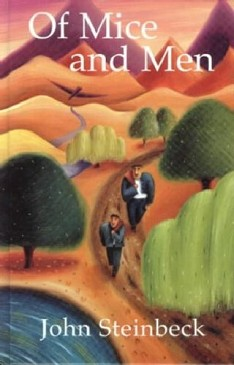 Of Mice
and Men
John Steinbeck